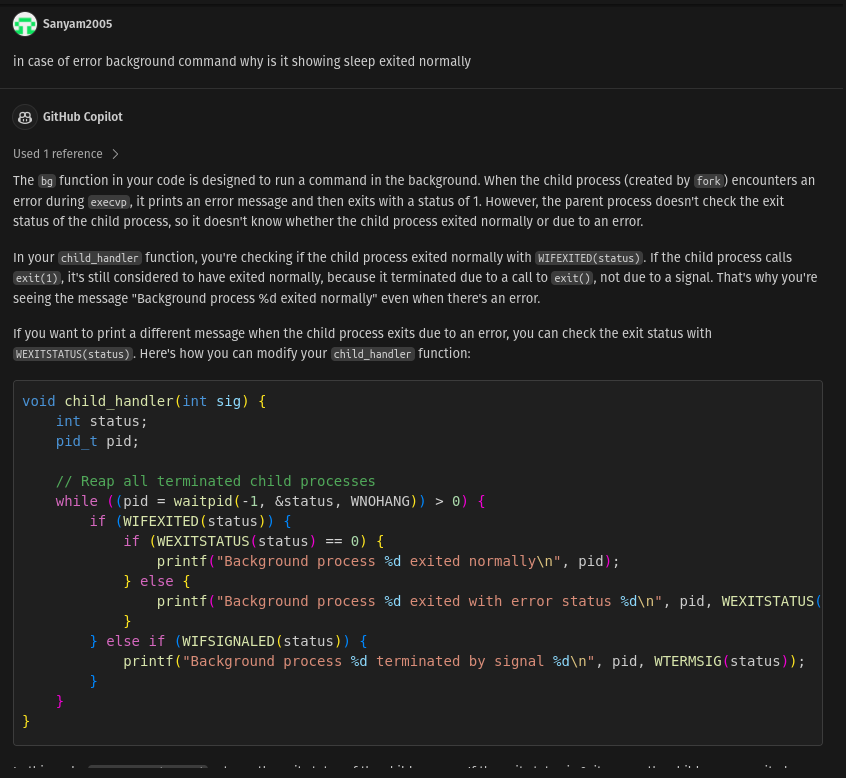 Sanyam2005
in case of error background command why is it showing sleep exited normally
GitHub Copilot
Used 1 reference
The bg function in your code is designed to run a command in the background. When the child process (created by fork) encounters an
error during execvp, it prints an error message and then exits with a status of 1. However, the parent process doesn't check the exit
status of the child process, so it doesn't know whether the child process exited normally or due to an error.
In your child_handler function, you're checking if the child process exited normally with WIFEXITED(status). If the child process calls
exit(1), it's still considered to have exited normally, because it terminated due to a call to exit(), not due to a signal. That's why you're
seeing the message "Background process %d exited normally" even when there's an error.
If you want to print a different message when the child process exits due to an error, you can check the exit status with
WEXITSTATUS(status). Here's how you can modify your child_handler function:
void child_handler(int sig) {
    int status;
    pid_t pid;
    // Reap all terminated child processes
    while ((pid = waitpid(-1, &status, WNOHANG)) > 0) {
        if (WIFEXITED(status)) {
            if (WEXITSTATUS(status) == 0) {
                printf("Background process %d exited normally\n", pid);
            } else {
                printf("Background process %d exited with error status %d\n", pid, WEXITSTATUS(
            }
        } else if (WIFSIGNALED(status)) {
            printf("Background process %d terminated by signal %d\n", pid, WTERMSIG(status));
        }
    }
}